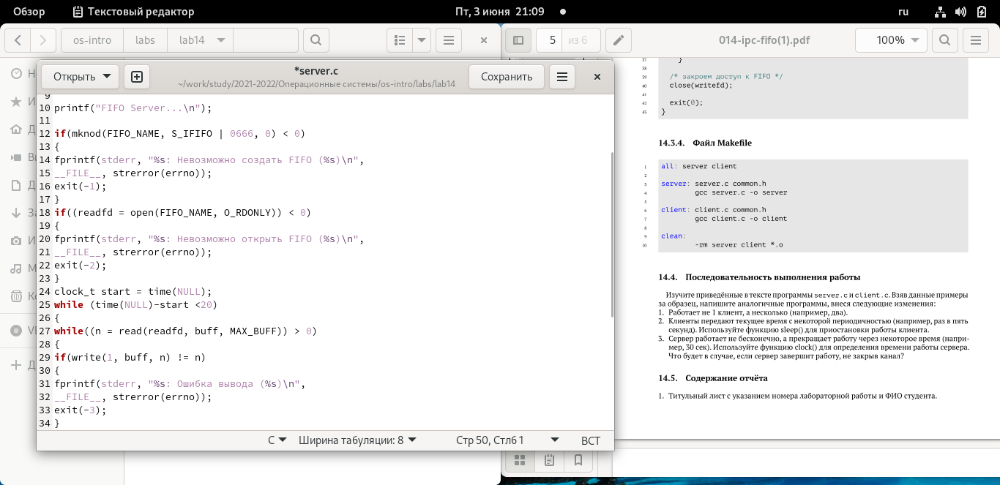 Обзор
Текстовый редактор
Пт, 3 июня 21:09
ru
os-intro
labs
lab14
5
из 6
014-ipc-fifo(1).pdf
100%
Открыть
*server.c
~/work/study/2021-2022/Операционные системы/os-intro/labs/lab14
Сохранить
9
10 printf("FIFO Server...\n");
11
12 if(mknod(FIFO_NAME, S_IFIFO | 0666, 0) < 0)
13 {
14 fprintf(stderr, "%s: Невозможно создать FIFO (%s)\n",
15 __FILE__, strerror(errno));
16 exit(-1);
17 }
18 if((readfd = open(FIFO_NAME, O_RDONLY)) < 0)
19 {
20 fprintf(stderr, "%s: Невозможно открыть FIFO (%s)\n",
21 __FILE__, strerror(errno));
22 exit(-2);
23 }
24 clock_t start = time(NULL);
25 while (time(NULL)-start <20)
26 {
27 while((n = read(readfd, buff, MAX_BUFF)) > 0)
28 {
29 if(write(1, buff, n) != n)
30 {
31 fprintf(stderr, "%s: Ошибка вывода (%s)\n",
32 __FILE__, strerror(errno));
33 exit(-3);
34 }
C
Ширина табуляции: 8
Стр 50, Стлб 1
ВСТ
37 }
38
39 /* закроем доступ к FIFO */
40 close(writefd);
41
42 exit(0);
43 }
14.3.4. Файл Makefile
1 all: server client
2
3 server: server.c common.h
4 gcc server.c -o server
5
6 client: client.c common.h
7 gcc client.c -o client
8
9 clean:
10 -rm server client *.o
14.4. Последовательность выполнения работы
Изучите приведённые в тексте программы server.c и client.c. Взяв данные примеры
за образец, напишите аналогичные программы, внеся следующие изменения:
1. Работает не 1 клиент, а несколько (например, два).
2. Клиенты передают текущее время с некоторой периодичностью (например, раз в пять
секунд). Используйте функцию sleep() для приостановки работы клиента.
3. Сервер работает не бесконечно, а прекращает работу через некоторое время (напри-
мер, 30 сек). Используйте функцию clock() для определения времени работы сервера.
Что будет в случае, если сервер завершит работу, не закрыв канал?
14.5. Содержание отчёта
1. Титульный лист с указанием номера лабораторной работы и ФИО студента.